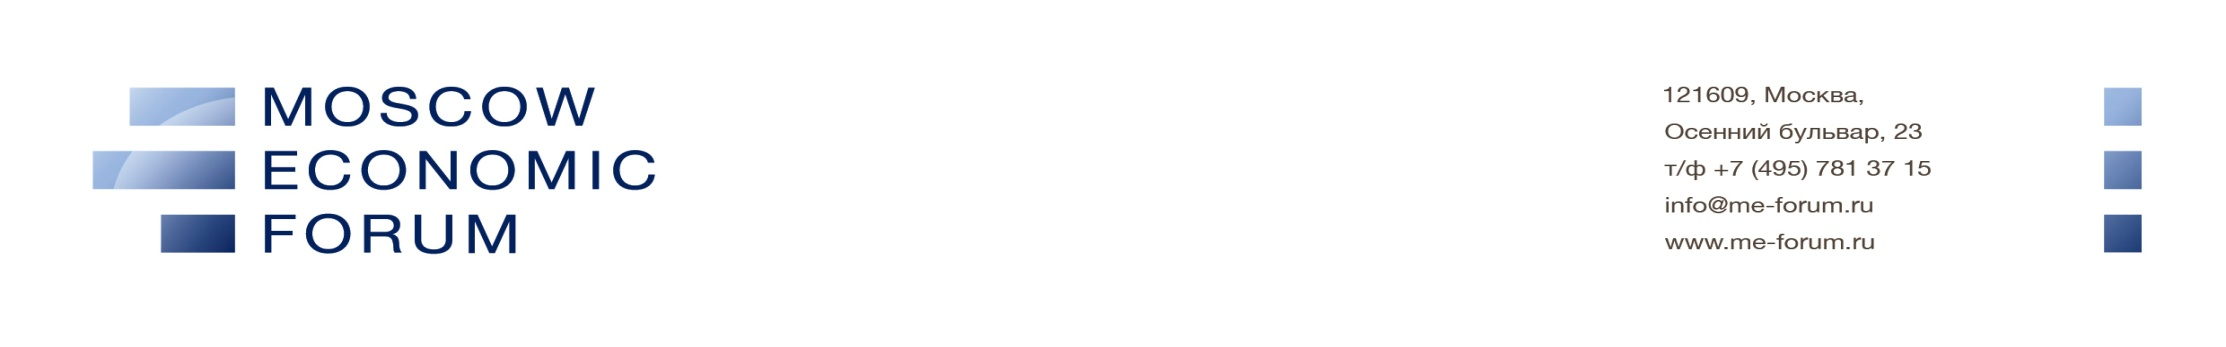 MOSCOW
ECONOMIC
FORUM
121609, Москва,
Осенний бульвар, 23
т/ф +7 (495) 781 37 15
info@me-forum.ru
www.me-forum.ru